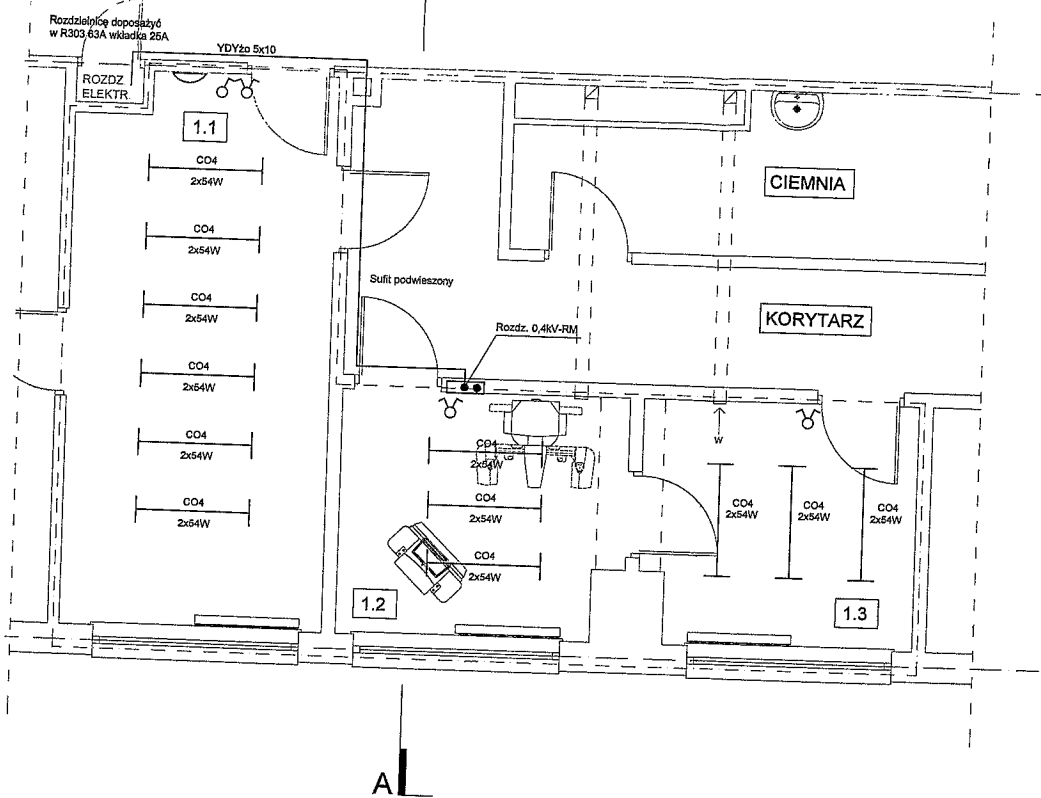 Rozdzielnicę doposażyć
w R303 63A wkładka 25A
YDYżo 5x10
ROZDZ
ELEKTR.
1.1
CO4
2x54W
CO4
2x54W
CO4
2x54W
CO4
2x54W
CO4
2x54W
CO4
2x54W
CIEMNIA
Sufit podwieszony
KORYTARZ
Rozdz. 0,4kV-RM
W
CO4
2x54W
CO4
2x54W
CO4
2x54W
CO4
2x54W
CO4
2x54W
CO4
2x54W
1.2
1.3
A